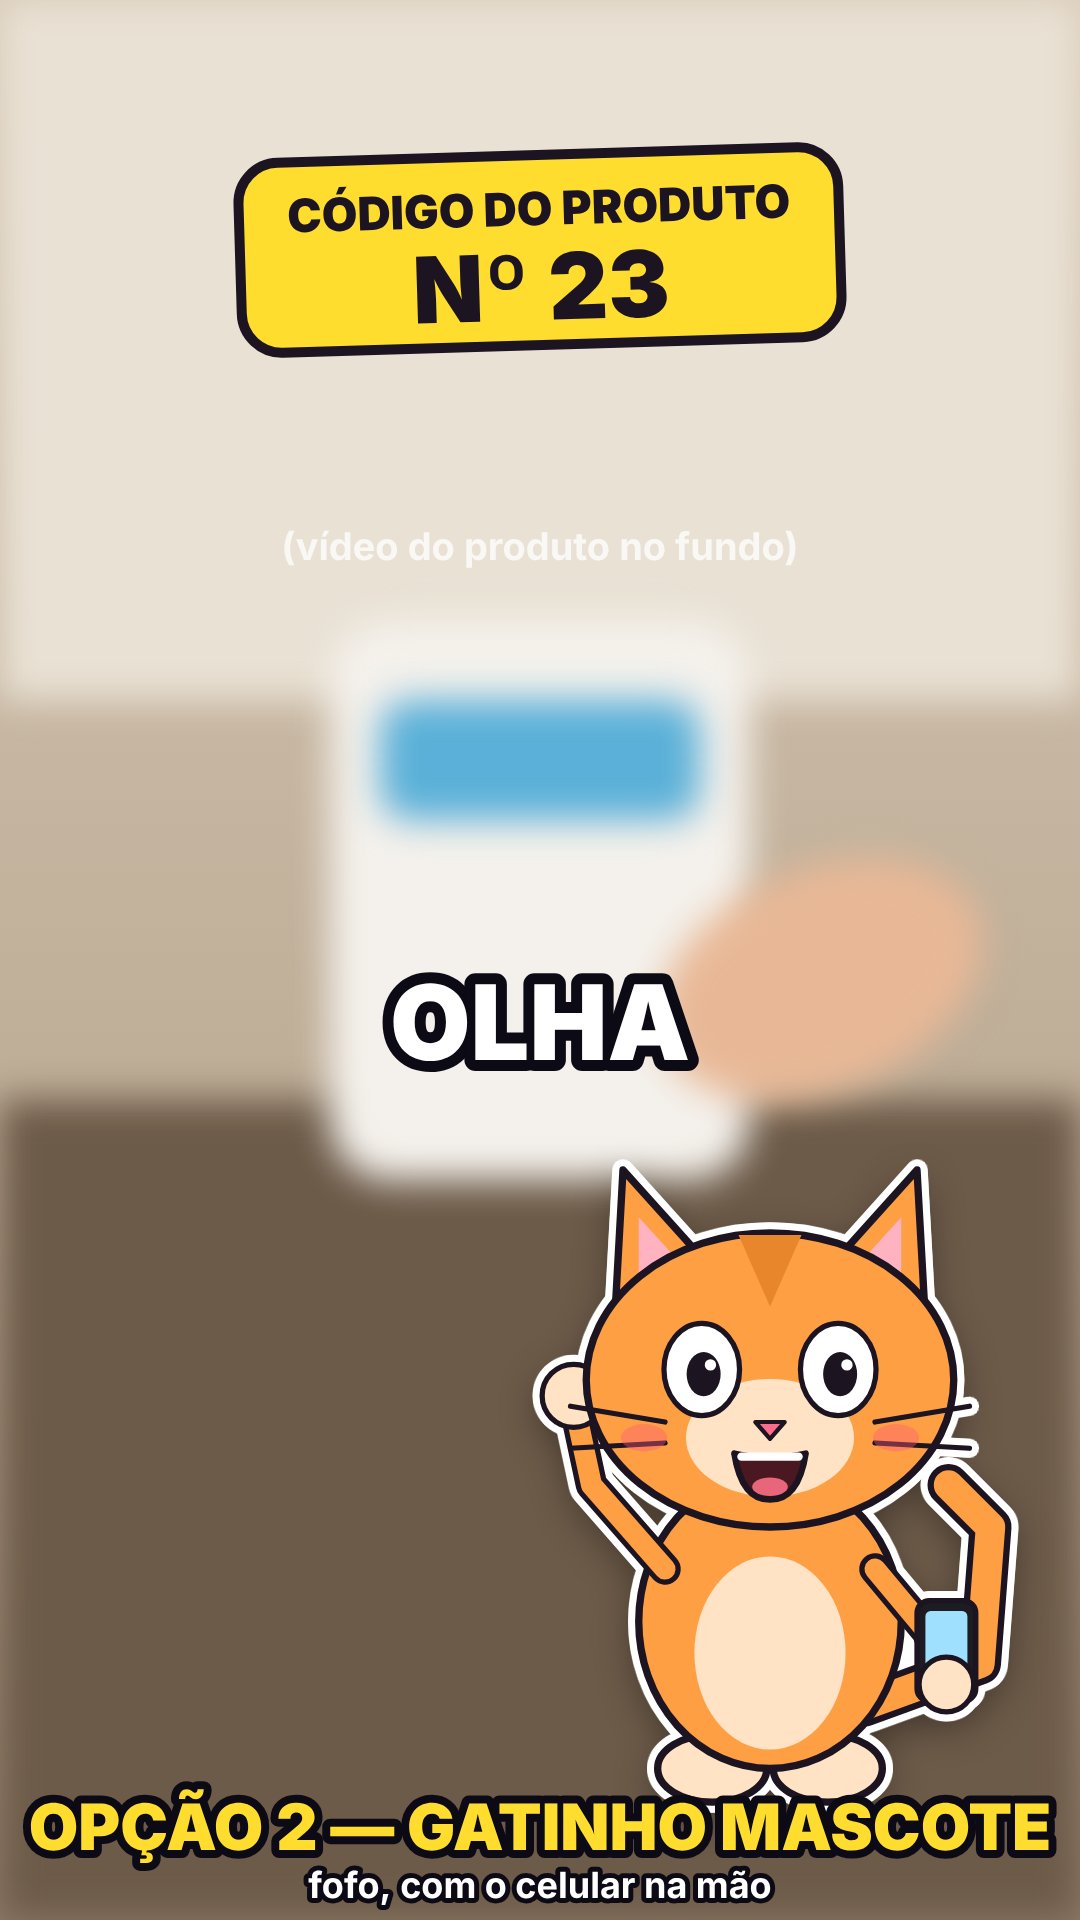 CÓDIGO DO PRODUTO
Nº 23
(vídeo do produto no fundo)
OLHA
OPÇÃO 2 — GATINHO MASCOTE
fofo, com o celular na mão